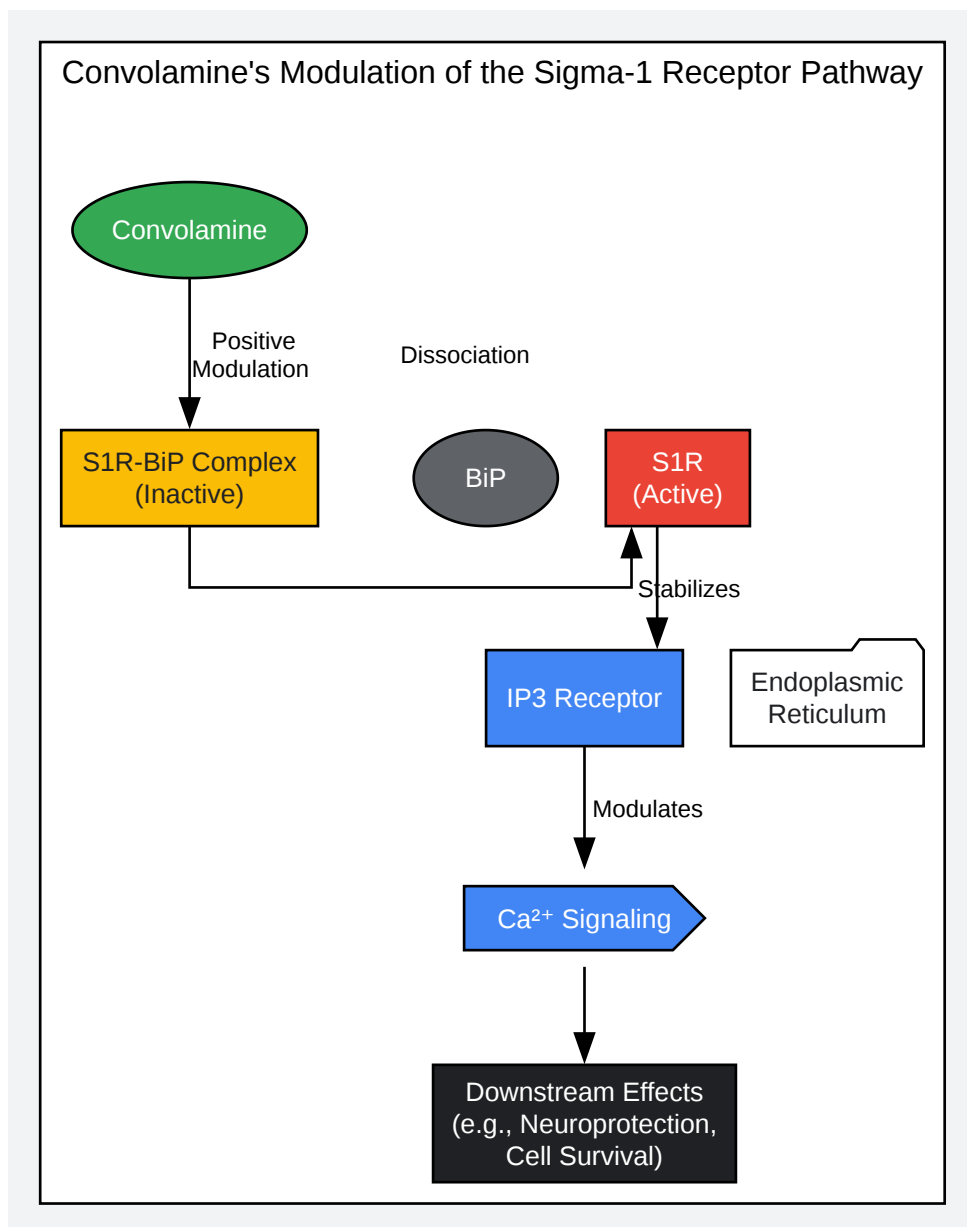 Convolamine's Modulation of the Sigma-1 Receptor Pathway
Convolamine
Positive
Modulation
Dissociation
S1R-BiP Complex
(Inactive)
BiP
S1R
(Active)
Stabilizes
IP3 Receptor
Endoplasmic
Reticulum
Modulates
Ca²⁺ Signaling
Downstream Effects
(e.g., Neuroprotection,
Cell Survival)